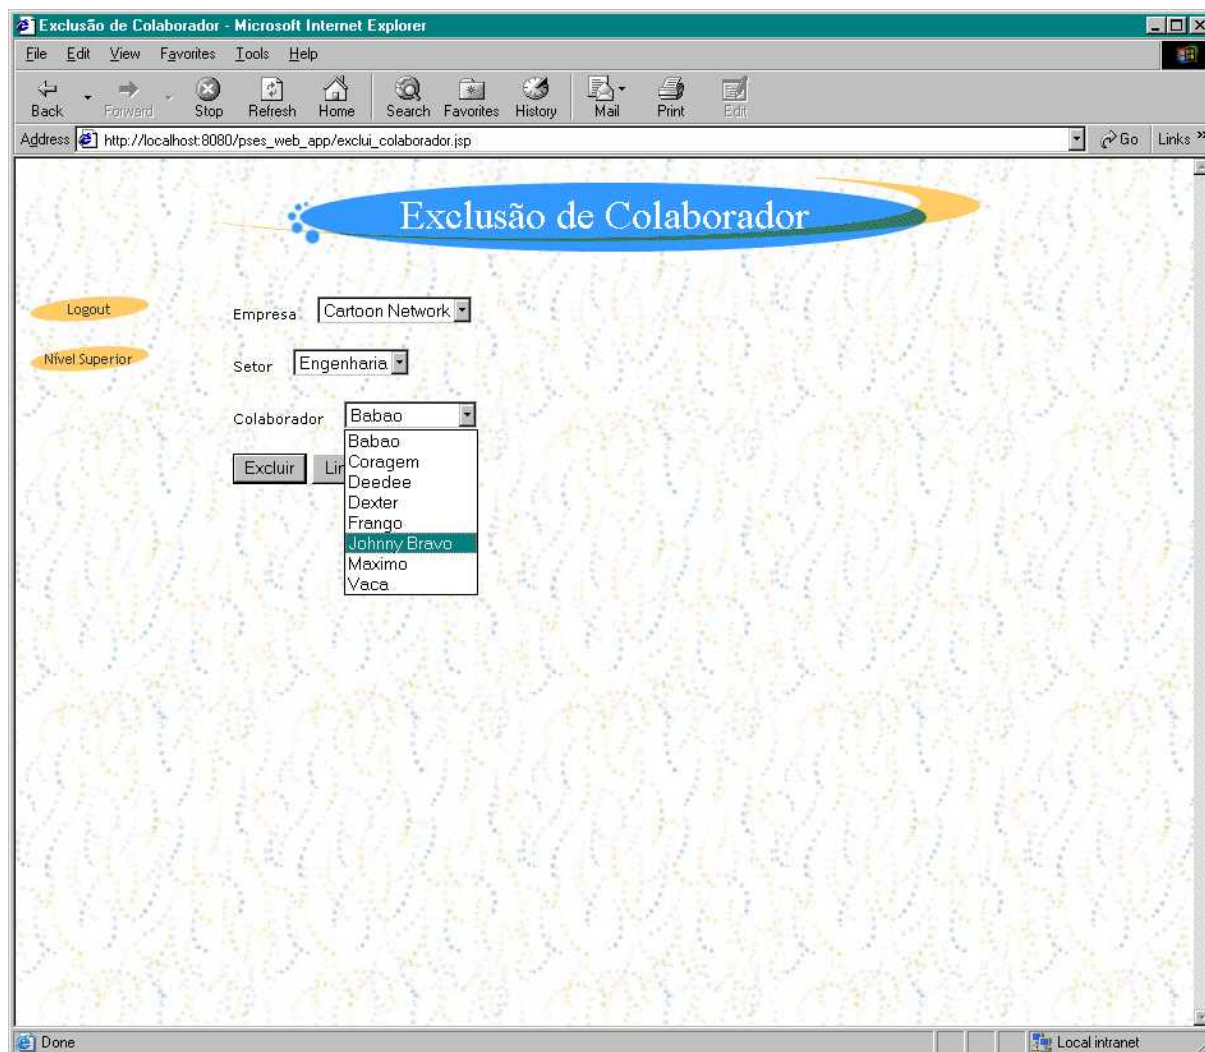 Exclusão de Colaborador - Microsoft Internet Explorer
File Edit View Favorites Tools Help
Back Forward Stop Refresh Home Search Favorites History Mail Print Edit
Address http://localhost:8080/pses_web_app/exclui_colaborador.jsp Go Links »
Exclusão de Colaborador
Logout
Nível Superior
Empresa Cartoon Network
Setor Engenharia
Colaborador Babao
Babao
Coragem
Deedee
Dexter
Frango
Johnny Bravo
Maximo
Vaca
Excluir
Done Local intranet